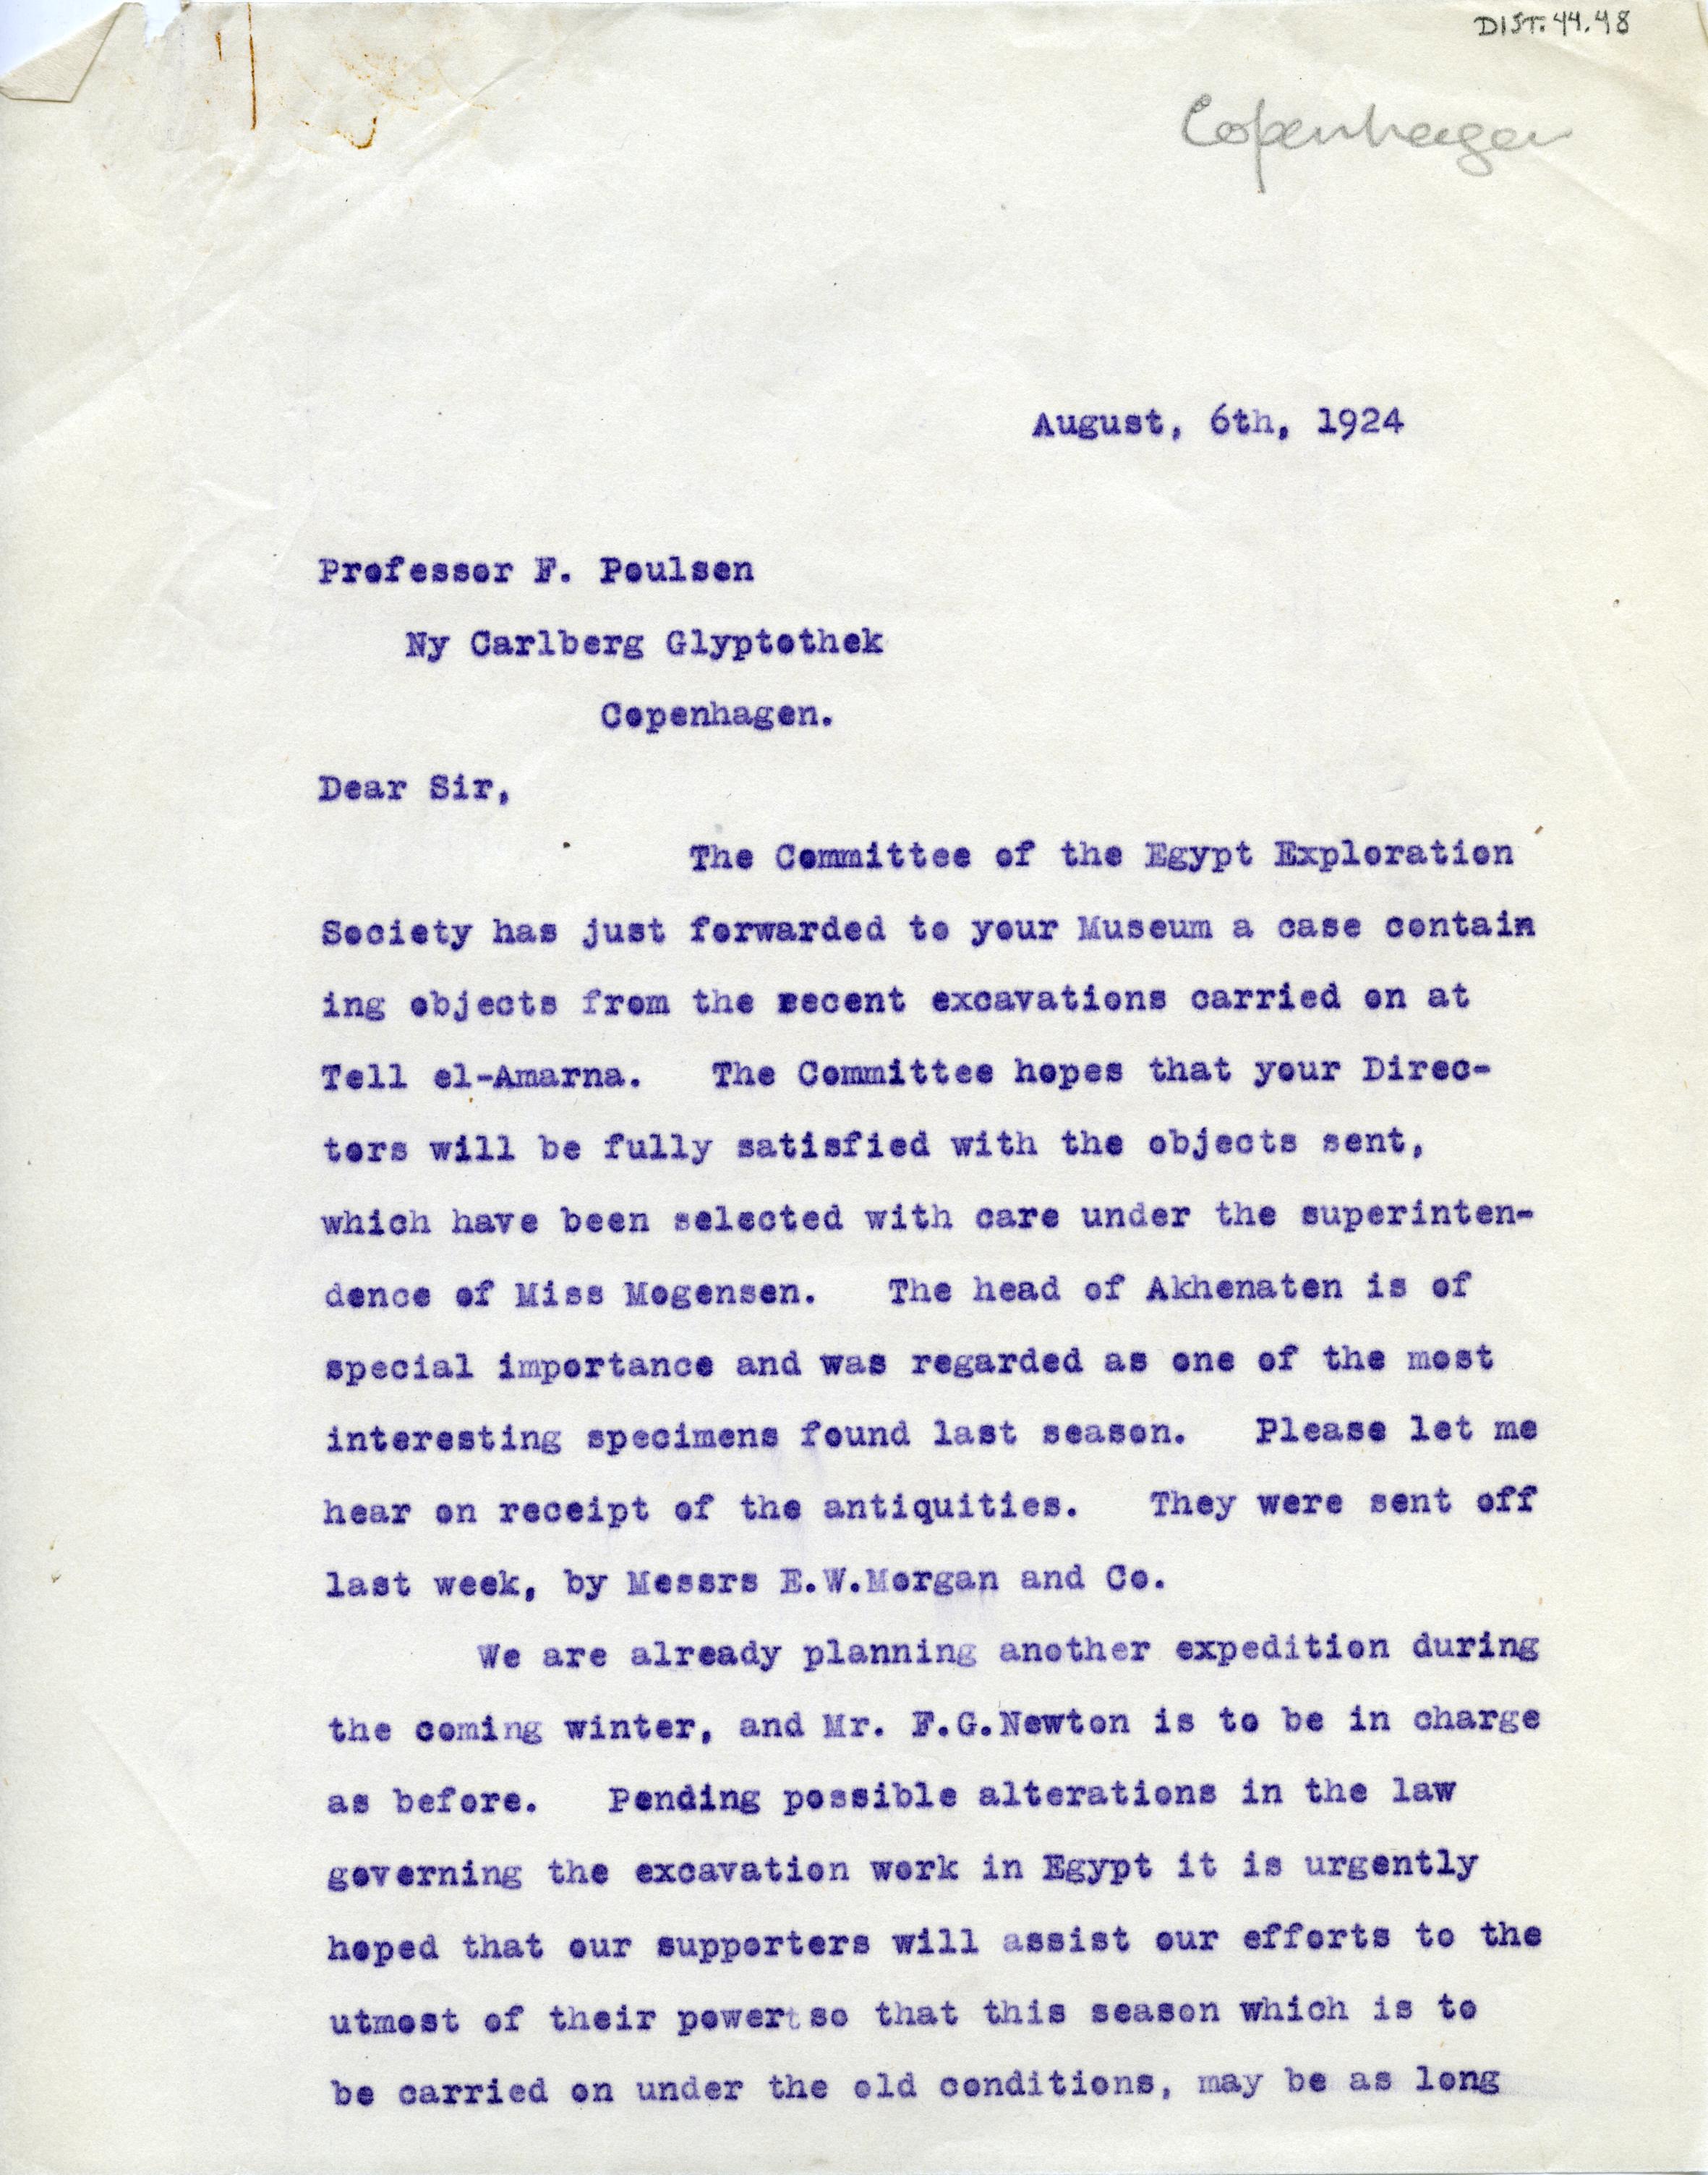 DIST. 44.48
Copenhagen
August, 6th, 1924
Professor F. Poulsen
Ny Carlberg Glyptothek
Copenhagen.
Dear Sir,
The Committee of the Egypt Exploration
Society has just forwarded to your Museum a case contain
ing objects from the recent excavations carried on at
Tell el-Amarna. The Committee hopes that your Direc-
tors will be fully satisfied with the objects sent,
which have been selected with care under the superinten-
dence of Miss Mogensen. The head of Akhenaten is of
special importance and was regarded as one of the most
interesting specimens found last season. Please let me
hear on receipt of the antiquities. They were sent off
last week, by Messrs E.W.Morgan and Co.
We are already planning another expedition during
the coming winter, and Mr. F.G.Newton is to be in charge
as before. Pending possible alterations in the law
governing the excavation work in Egypt it is urgently
hoped that our supporters will assist our efforts to the
utmost of their powertso that this season which is to
be carried on under the old conditions, may be as long